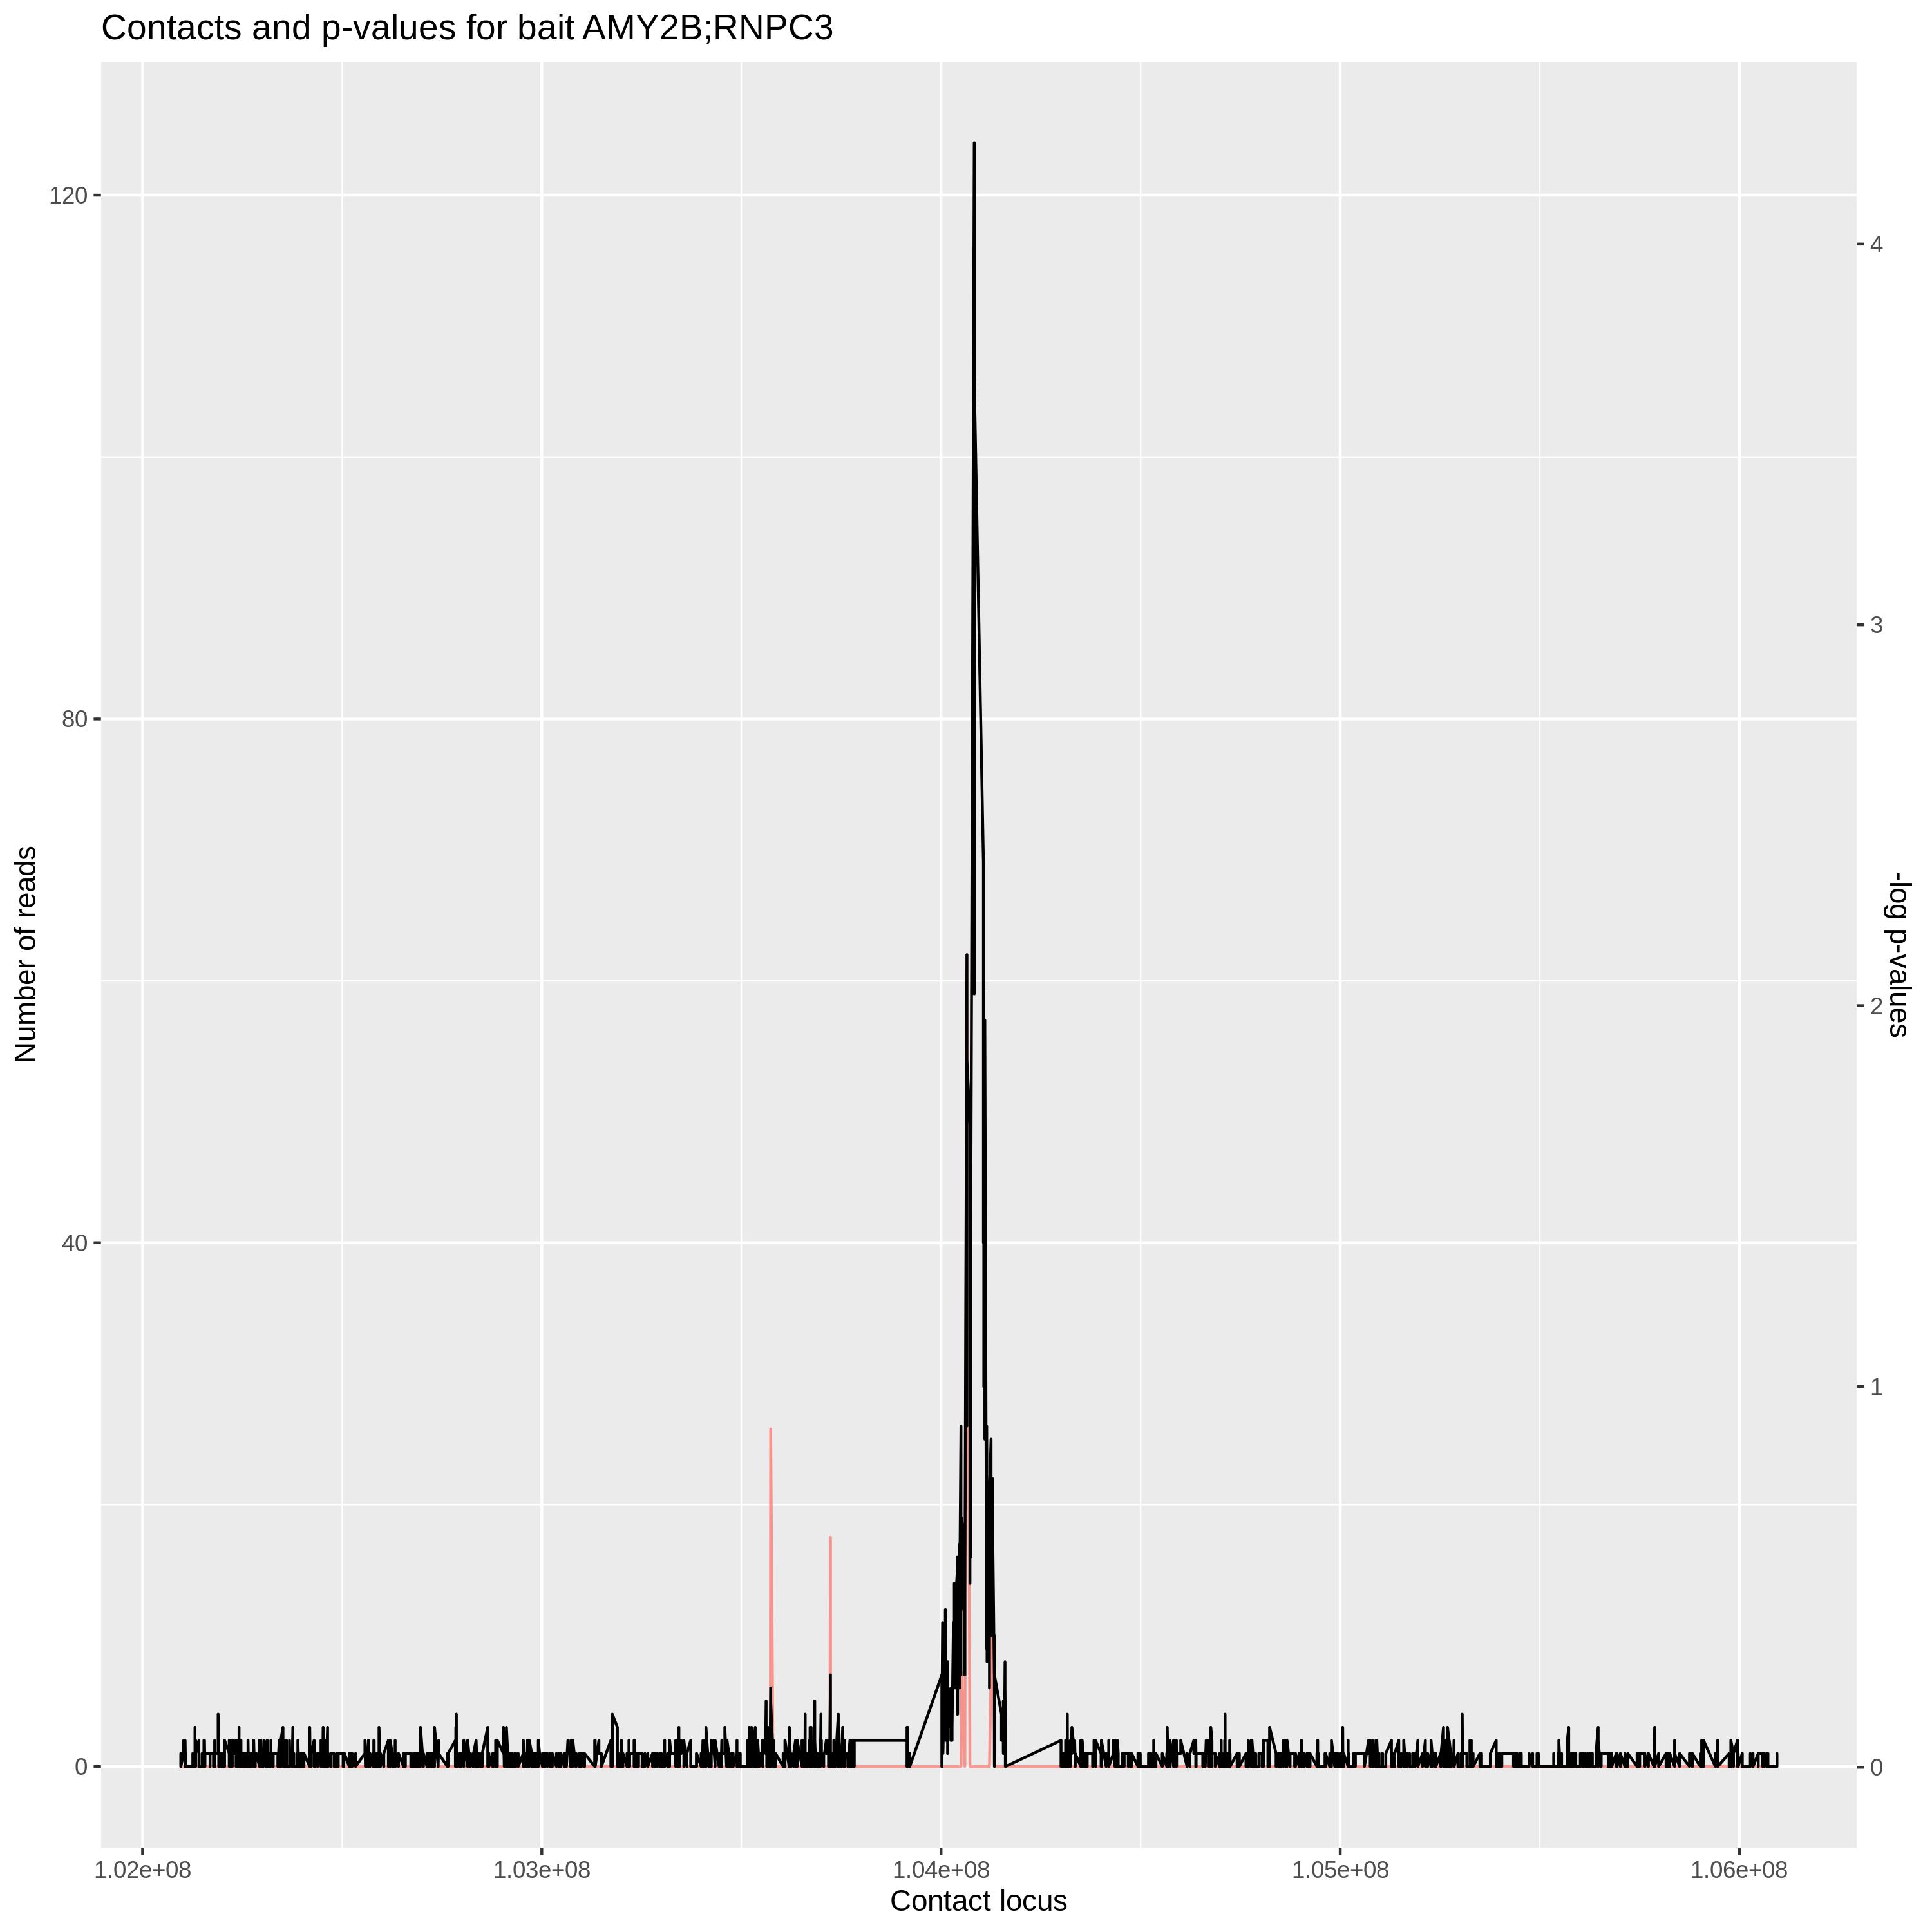 Contacts and p-values for bait AMY2B;RNPC3
120
80
40
0
Number of reads
4
3
2
1
0
-log p-values
1.02e+08 1.03e+08 1.04e+08 1.05e+08 1.06e+08
Contact locus